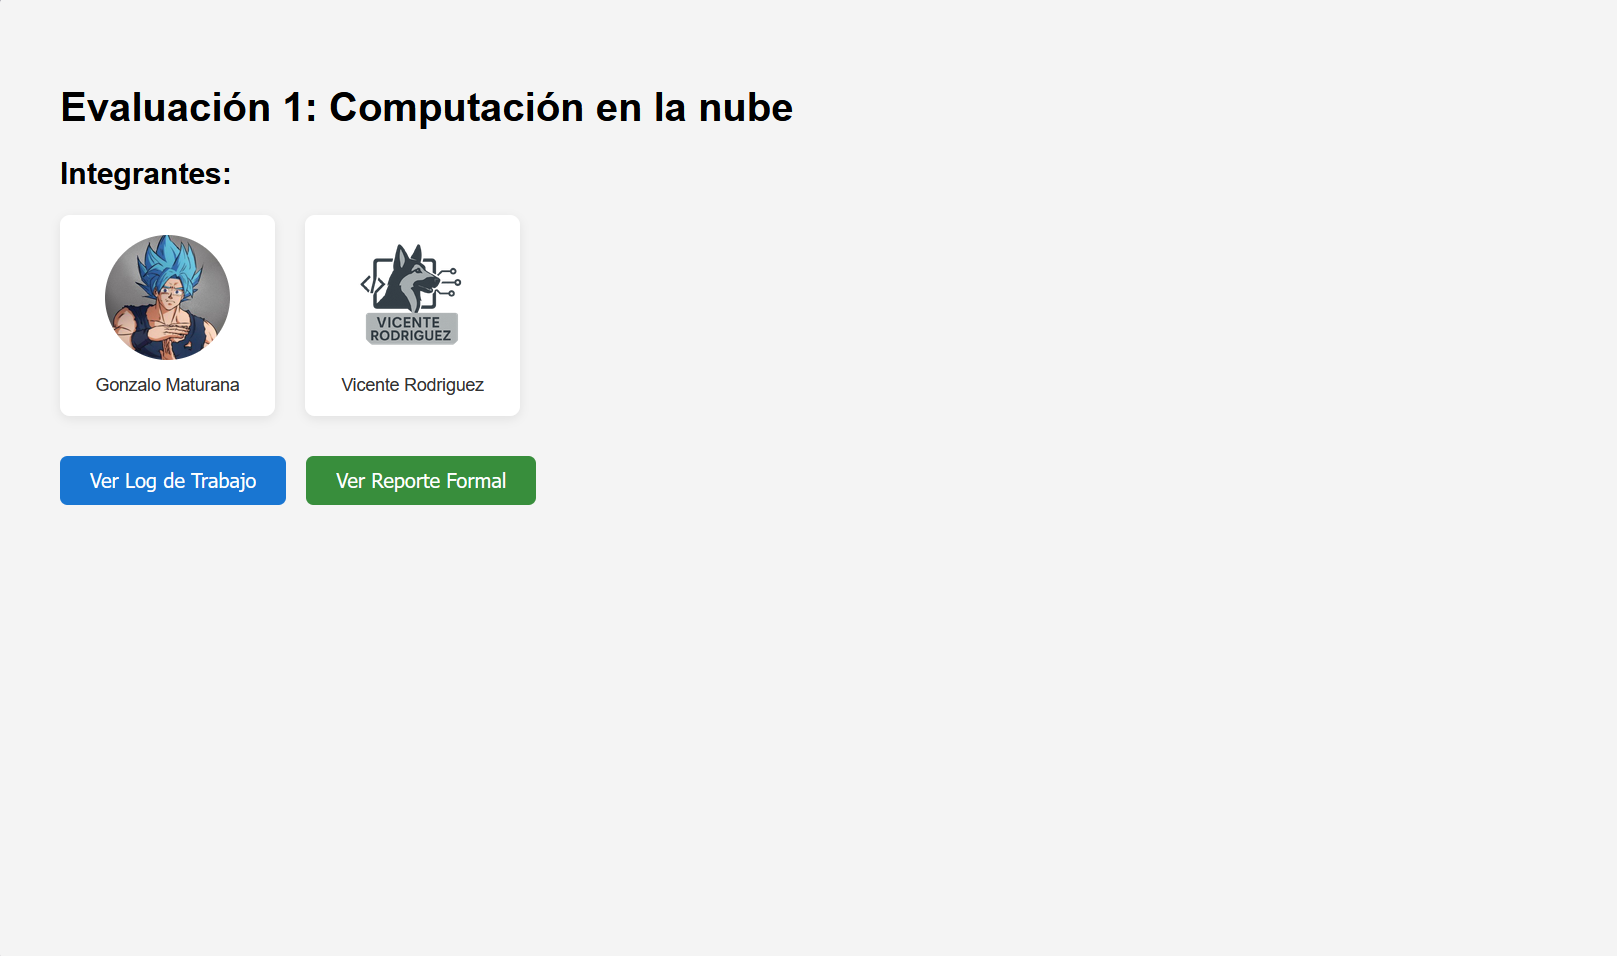 Evaluación 1: Computación en la nube
Integrantes:
VICENTE
RODRIGUEZ
Gonzalo Maturana
Vicente Rodriguez
Ver Log de Trabajo
Ver Reporte Formal